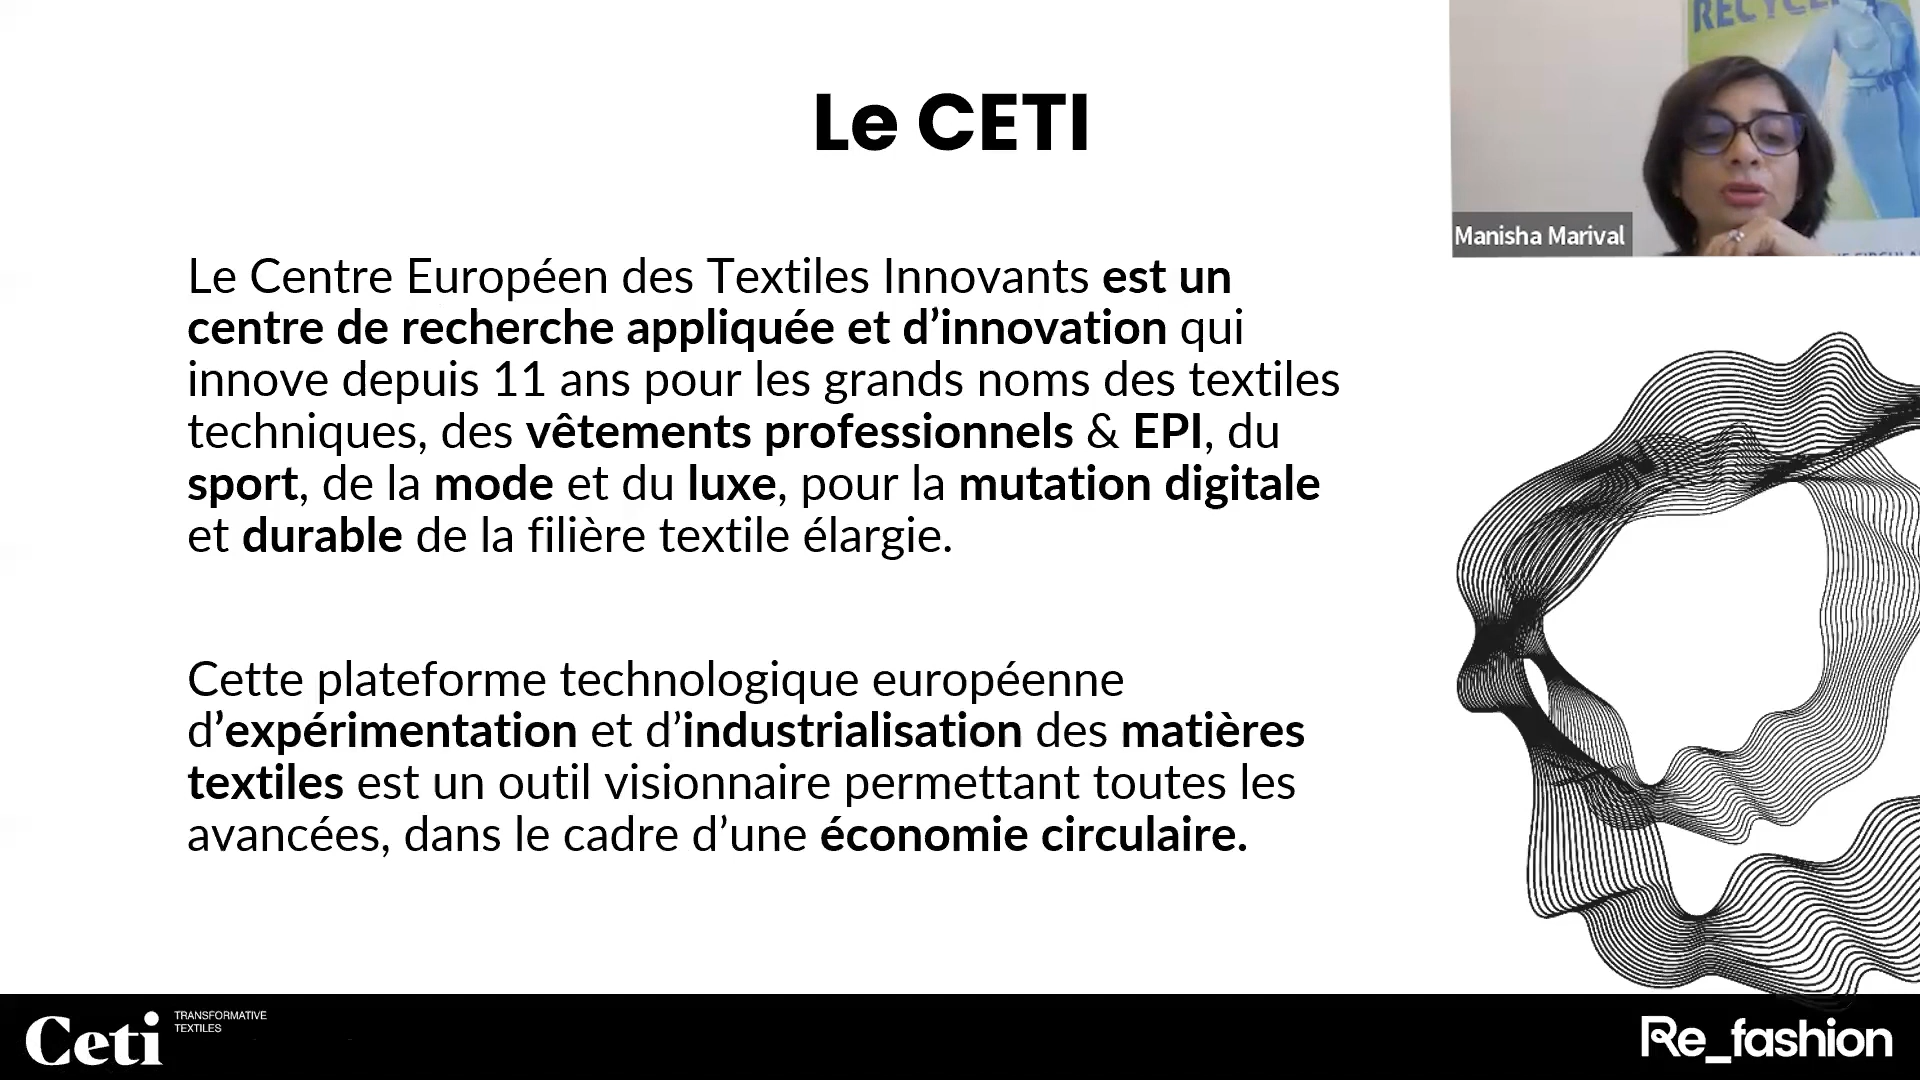 Le CETI
RECYCL
Manisha Marival
Le Centre Européen des Textiles Innovants est un
centre de recherche appliquée et d’innovation qui
innove depuis 11 ans pour les grands noms des textiles
techniques, des vêtements professionnels & EPI, du
sport, de la mode et du luxe, pour la mutation digitale
et durable de la filière textile élargie.
Cette plateforme technologique européenne
d’expérimentation et d’industrialisation des matières
textiles est un outil visionnaire permettant toutes les
avancées, dans le cadre d’une économie circulaire.
Ceti TRANSFORMATIVE
TEXTILES
Re_fashion